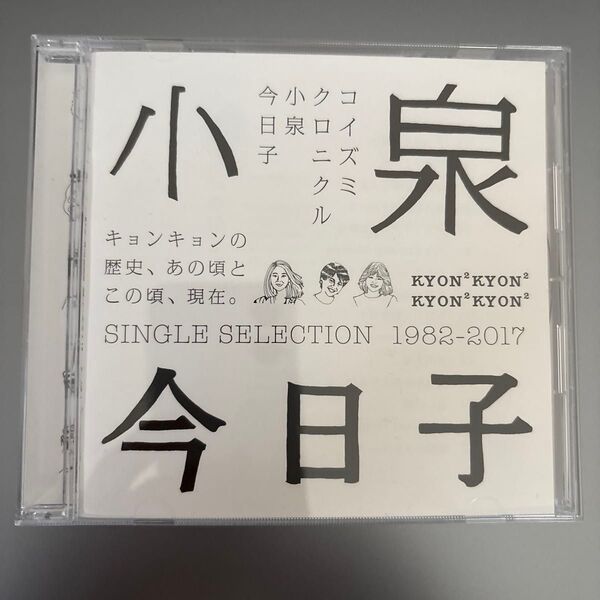 小泉
コイズミ
クロニクル
小泉
今日子
キョンキョンの
歴史、あの頃と
この頃、現在。
KYON²KYON²
KYON²KYON²
SINGLE SELECTION 1982-2017
今日子